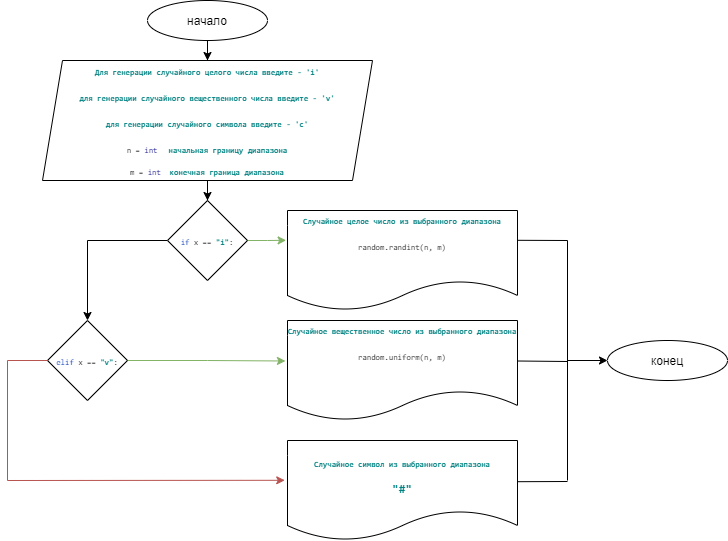 начало
Для генерации случайного целого числа введите - 'i'
для генерации случайного вещественного числа введите - 'v'
для генерации случайного символа введите - 'c'
n = int начальная границу диапазона
m = int конечная граница диапазона
if x == "i":
Случайное целое число из выбранного диапазона
random.randint(n, m)
elif x == "v":
Случайное вещественное число из выбранного диапазона
random.uniform(n, m)
конец
Случайное символ из выбранного диапазона
"#"